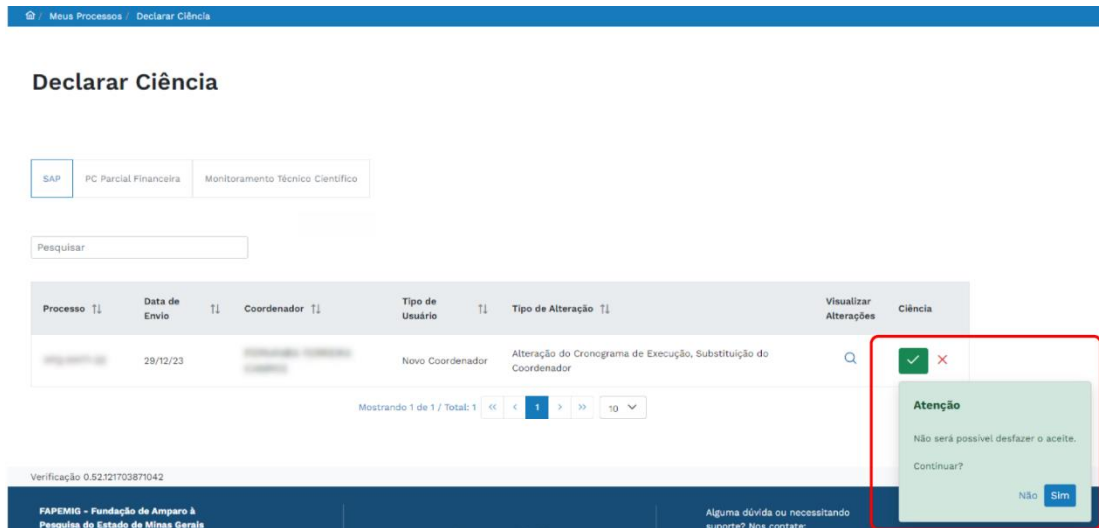 Meus Processos / Declarar Ciência
Declarar Ciência
SAP PC Parcial Financeira Monitoramento Técnico Científico
Pesquisar
Processo Data de Envio Coordenador Tipo de Usuário Tipo de Alteração Visualizar Alterações Ciência
29/12/23 Novo Coordenador Alteração do Cronograma de Execução, Substituição do
Coordenador
Mostrando 1 de 1 / Total: 1 « < 1 > » 10
Atenção
Não será possível desfazer o aceite.
Continuar?
Não Sim
Verificação 0.52.121703871042
FAPEMIG - Fundação de Amparo à
Pesquisa do Estado de Minas Gerais
Alguma dúvida ou necessitando
suporte? Nos contate: